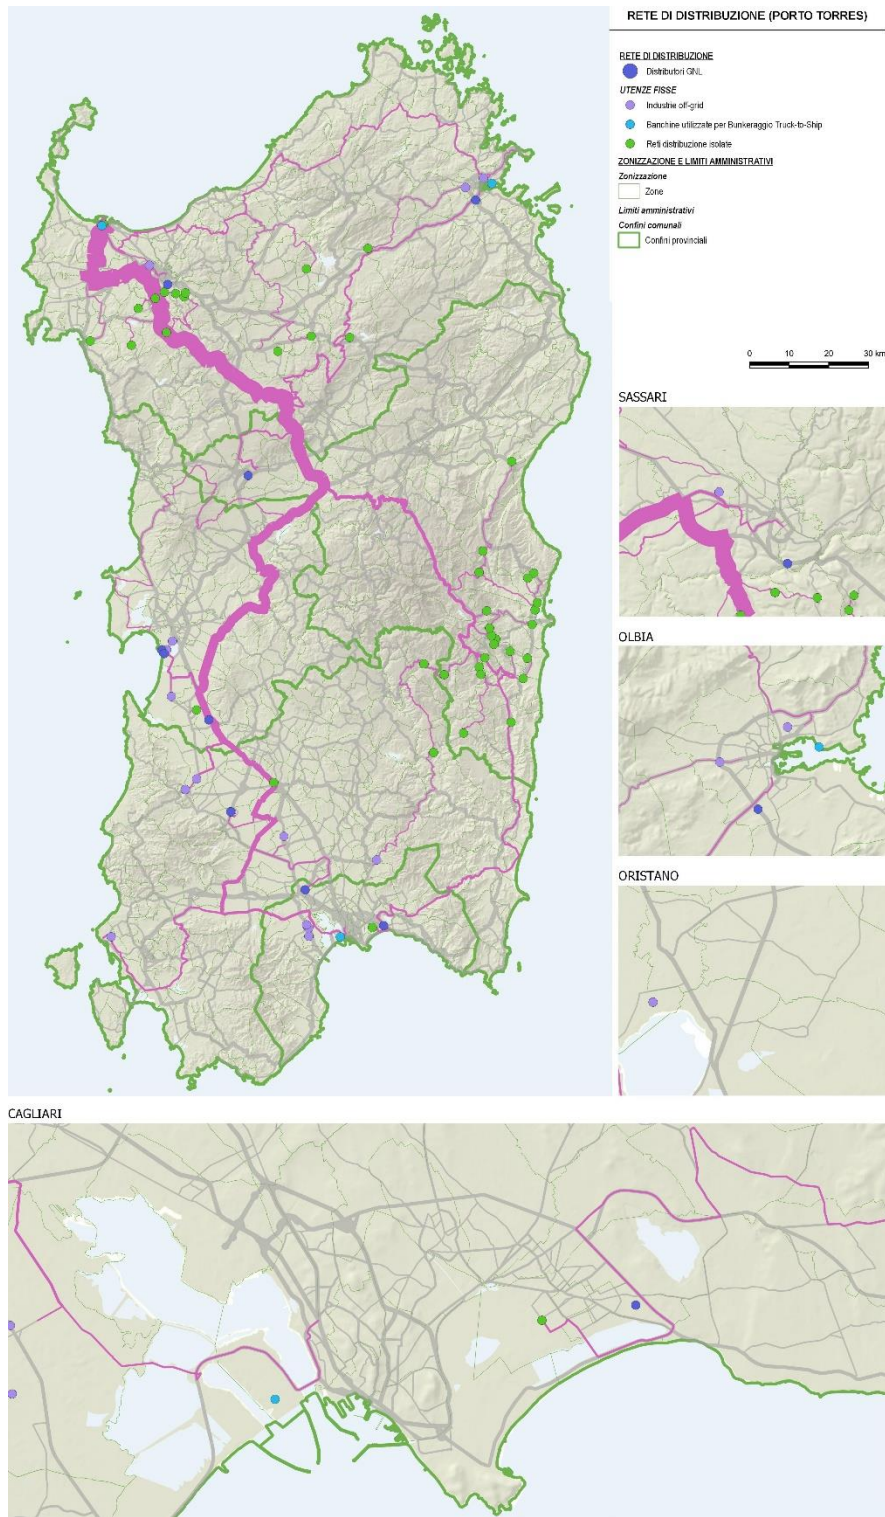 RETE DI DISTRIBUZIONE (PORTO TORRES)
RETE DI DISTRIBUZIONE
Distributori GNL
UTENZE FISSE
Industrie off-grid
Banchine utilizzate per Bunkeraggio Truck-to-Ship
Reti distribuzione isolate
ZONIZZAZIONE E LIMITI AMMINISTRATIVI
Zonizzazione
Zone
Limiti amministrativi
Confini comunali
Confini provinciali
0 10 20 30 km
SASSARI
OLBIA
ORISTANO
CAGLIARI